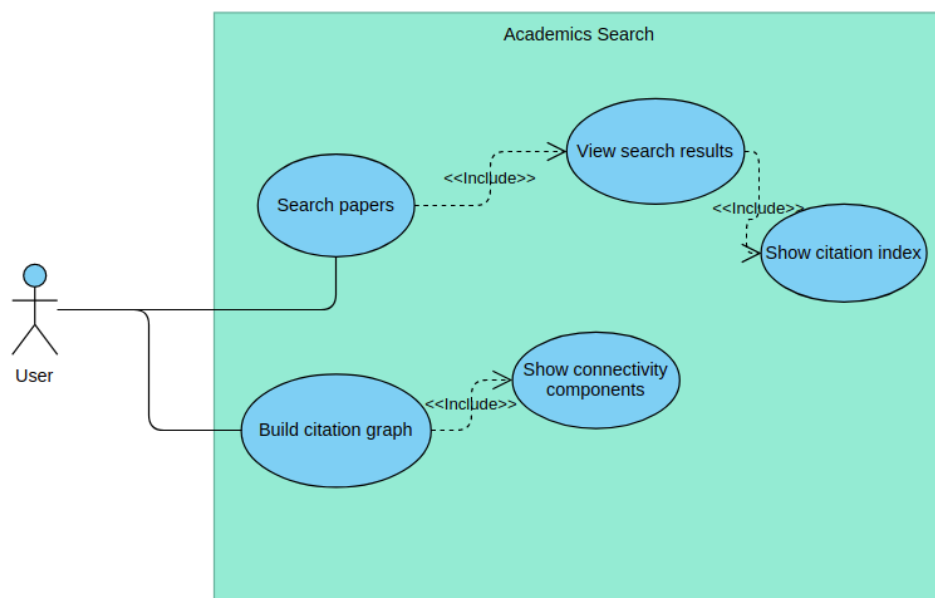 Academics Search
View search results
<<Include>>
Search papers
<<Include>>
Show citation index
User
Show connectivity
components
<<Include>>
Build citation graph